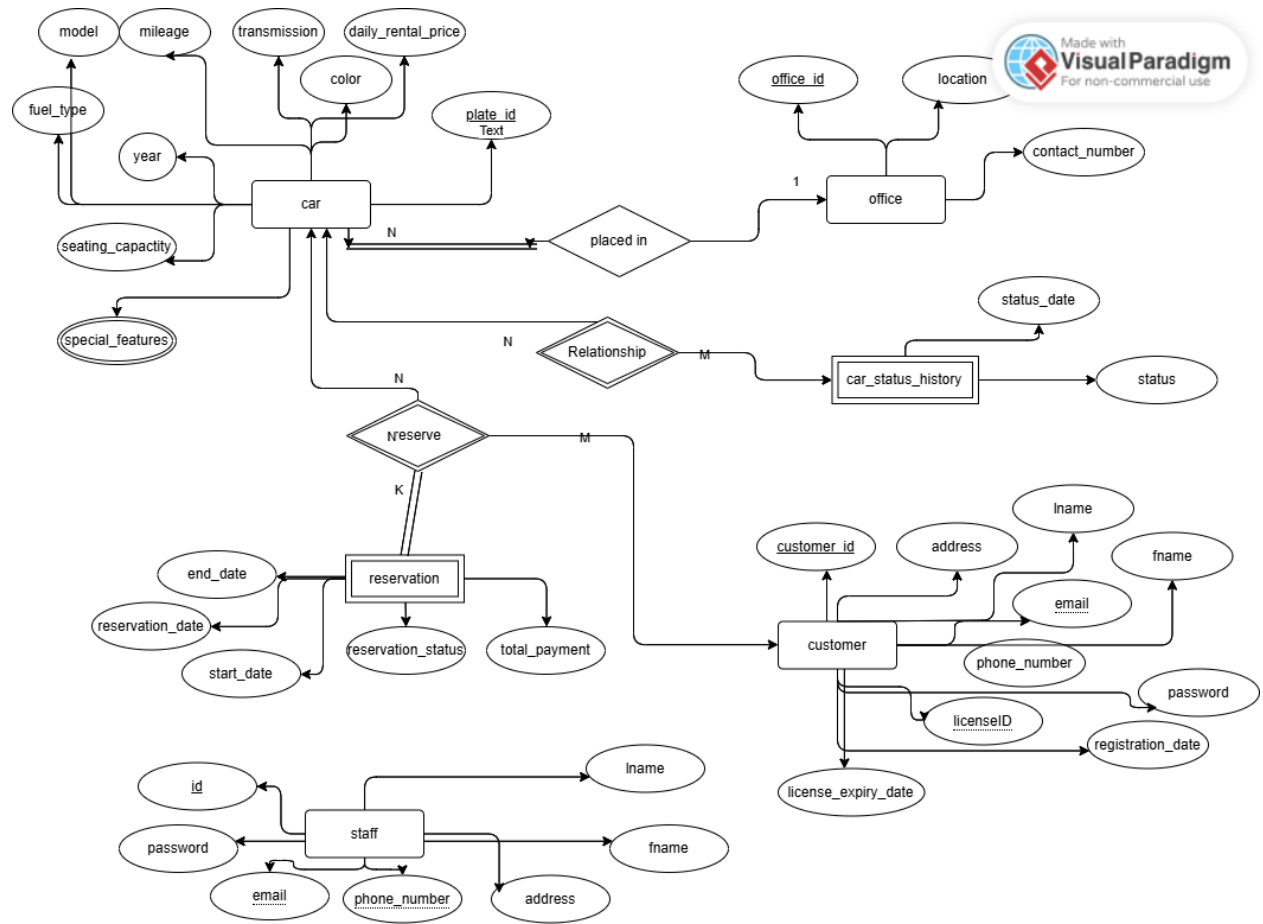 model
mileage
transmission
daily_rental_price
color
fuel_type
plate_id
Text
year
car
seating_capactity
special_features
office_id
location
contact_number
office
1
N
placed in
Made with
Visual Paradigm
For non-commercial use
status_date
N
Relationship
M
car_status_history
status
N
N
reserve
M
K
reservation
end_date
reservation_date
start_date
reservation_status
total_payment
customer_id
address
lname
fname
email
customer
phone_number
password
licenseID
registration_date
license_expiry_date
id
lname
staff
password
fname
email
phone_number
address